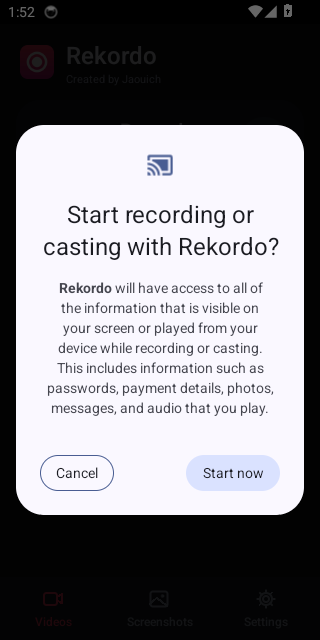 1:52
Rekordo
Created by Jaouich
Start recording or
casting with Rekordo?
Rekordo will have access to all of
the information that is visible on
your screen or played from your
device while recording or casting.
This includes information such as
passwords, payment details, photos,
messages, and audio that you play.
Cancel
Start now
Videos
Screenshots
Settings